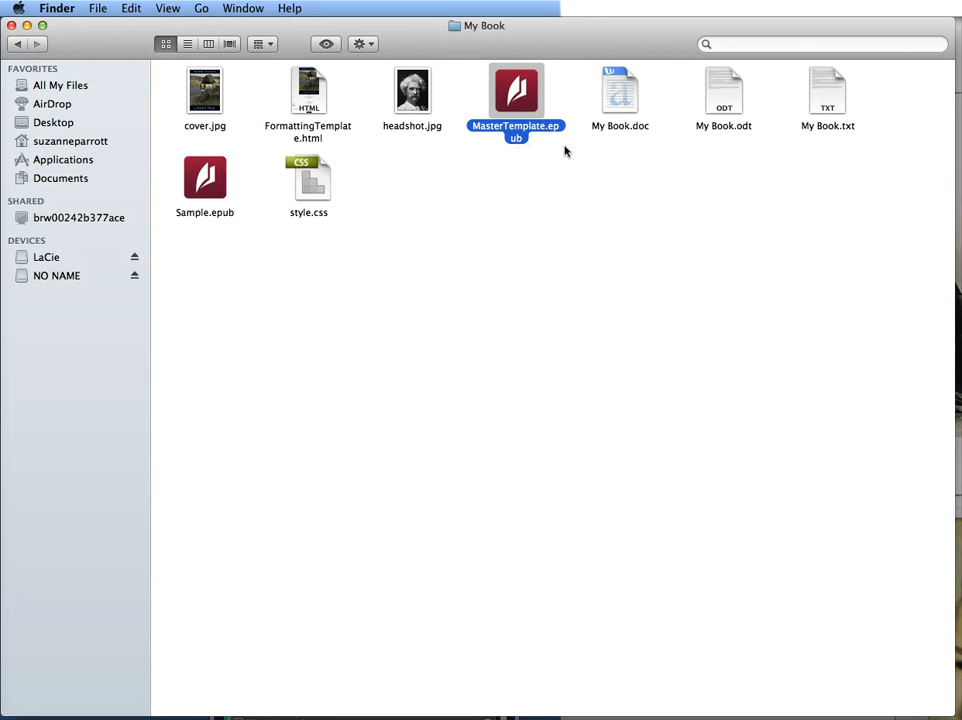 Finder File Edit View Go Window Help
My Book
FAVORITES
All My Files
AirDrop
Desktop
suzanneparrott
Applications
Documents
SHARED
brw00242b377ace
DEVICES
LaCie
NO NAME
cover.jpg
HTML
FormattingTemplat
e.html
headshot.jpg
MasterTemplate.ep
ub
My Book.doc
ODT
My Book.odt
TXT
My Book.txt
Sample.epub
CSS
style.css